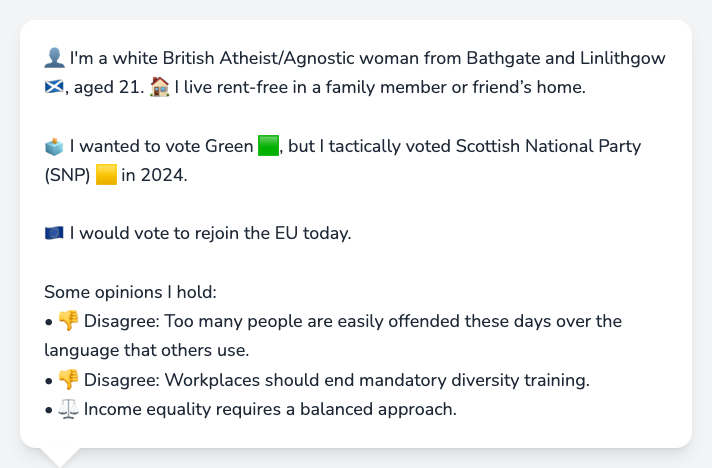 👤 I'm a white British Atheist/Agnostic woman from Bathgate and Linlithgow
🏴󠁧󠁢󠁳󠁣󠁴󠁿, aged 21. 🏠 I live rent-free in a family member or friend’s home.
🗳️ I wanted to vote Green 🟩, but I tactically voted Scottish National Party
(SNP) 🟨 in 2024.
🇪🇺 I would vote to rejoin the EU today.
Some opinions I hold:
• 👎 Disagree: Too many people are easily offended these days over the
language that others use.
• 👎 Disagree: Workplaces should end mandatory diversity training.
• ⚖️ Income equality requires a balanced approach.